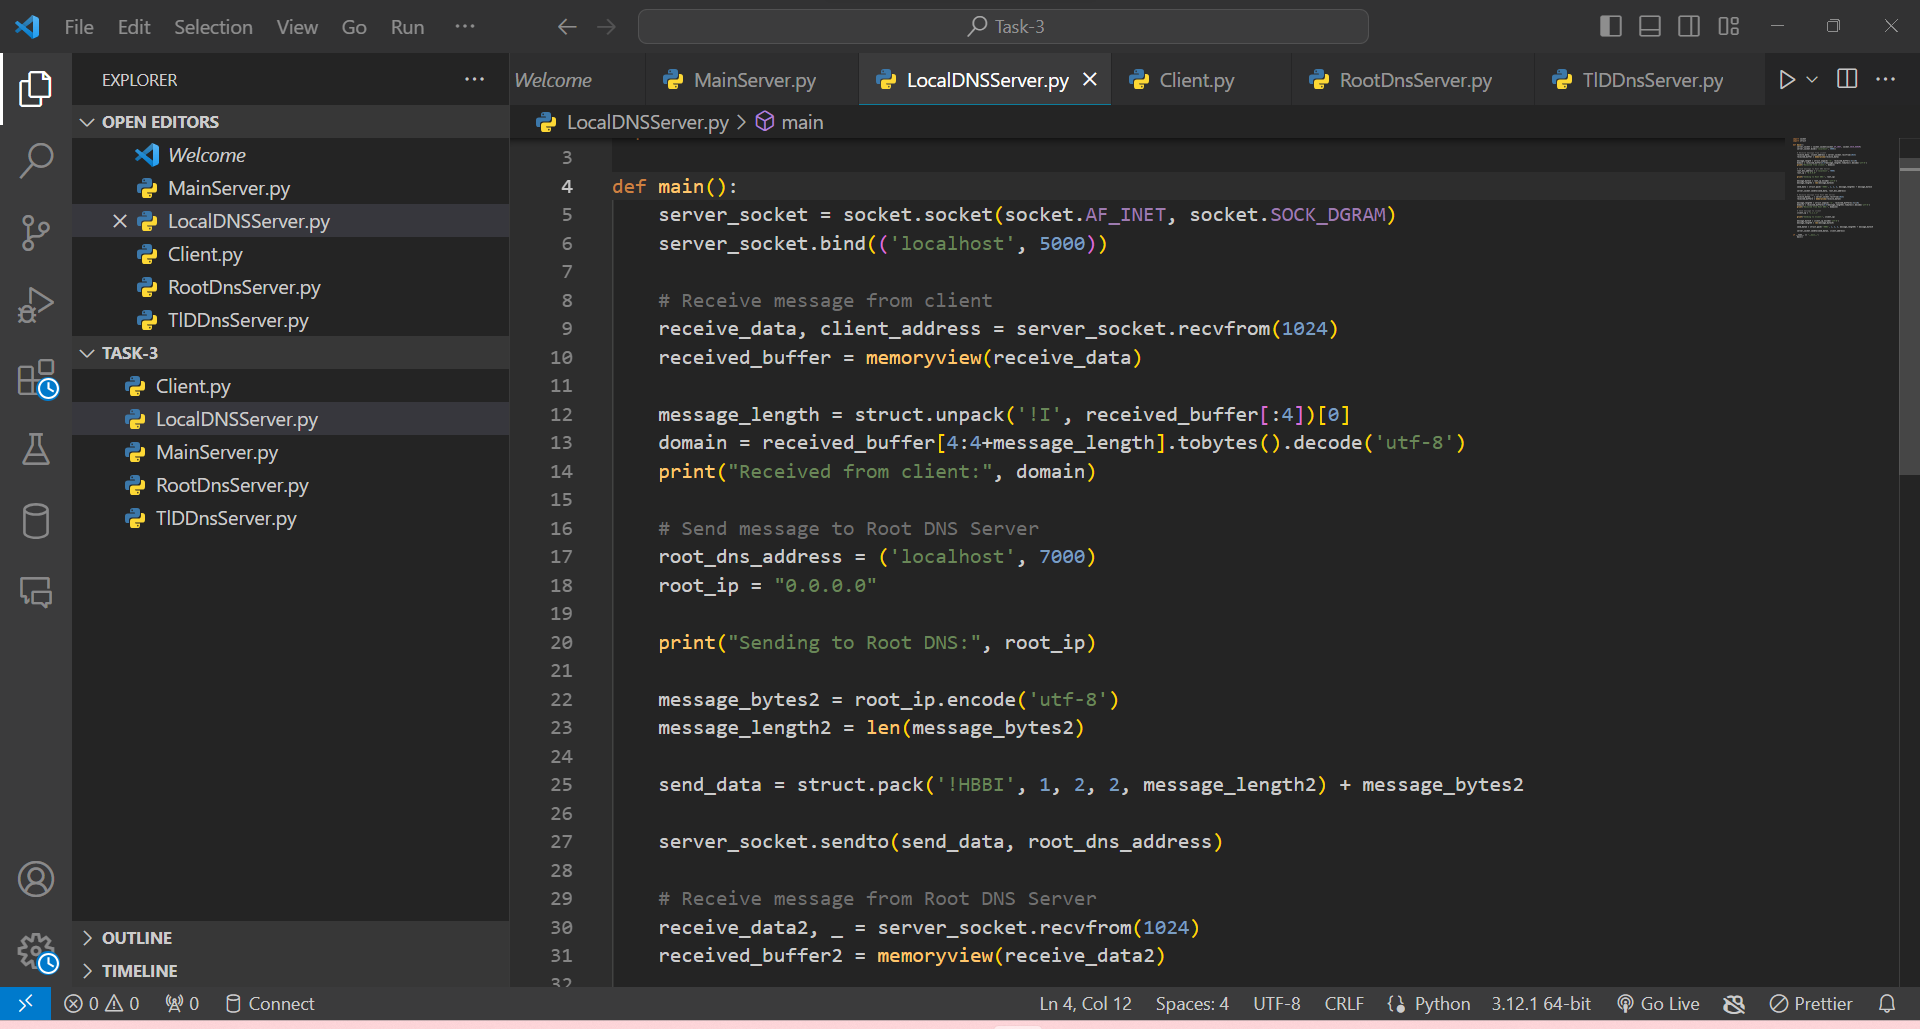 File Edit Selection View Go Run ··· Task-3
EXPLORER ···
OPEN EDITORS
Welcome
MainServer.py
LocalDNSServer.py
Client.py
RootDnsServer.py
TlDDnsServer.py
TASK-3
Client.py
LocalDNSServer.py
MainServer.py
RootDnsServer.py
TlDDnsServer.py
OUTLINE
TIMELINE
Welcome MainServer.py LocalDNSServer.py Client.py RootDnsServer.py TlDDnsServer.py ···
LocalDNSServer.py > main
3
4 def main():
5 server_socket = socket.socket(socket.AF_INET, socket.SOCK_DGRAM)
6 server_socket.bind(('localhost', 5000))
7
8 # Receive message from client
9 receive_data, client_address = server_socket.recvfrom(1024)
10 received_buffer = memoryview(receive_data)
11
12 message_length = struct.unpack('!I', received_buffer[:4])[0]
13 domain = received_buffer[4:4+message_length].tobytes().decode('utf-8')
14 print("Received from client:", domain)
15
16 # Send message to Root DNS Server
17 root_dns_address = ('localhost', 7000)
18 root_ip = "0.0.0.0"
19
20 print("Sending to Root DNS:", root_ip)
21
22 message_bytes2 = root_ip.encode('utf-8')
23 message_length2 = len(message_bytes2)
24
25 send_data = struct.pack('!HBBI', 1, 2, 2, message_length2) + message_bytes2
26
27 server_socket.sendto(send_data, root_dns_address)
28
29 # Receive message from Root DNS Server
30 receive_data2, _ = server_socket.recvfrom(1024)
31 received_buffer2 = memoryview(receive_data2)
32
0 0 0 Connect Ln 4, Col 12 Spaces: 4 UTF-8 CRLF Python 3.12.1 64-bit Go Live Prettier